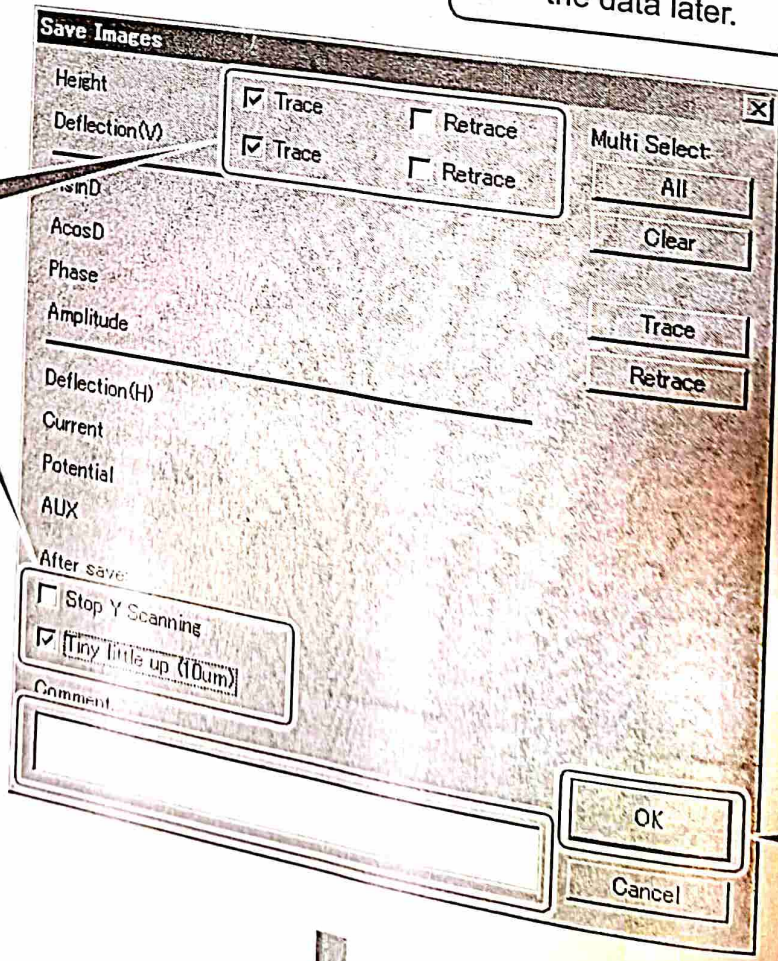 the data later.
Save Images
Height
Trace
Retrace
Deflection(V)
Trace
Retrace
Multi Select:
All
AcosD
Clear
Phase
Amplitude
Trace
Retrace
Deflection(H)
Current
Potential
AUX
After save:
Stop Y Scanning
Tiny little up (10um)
Comment:
OK
Cancel